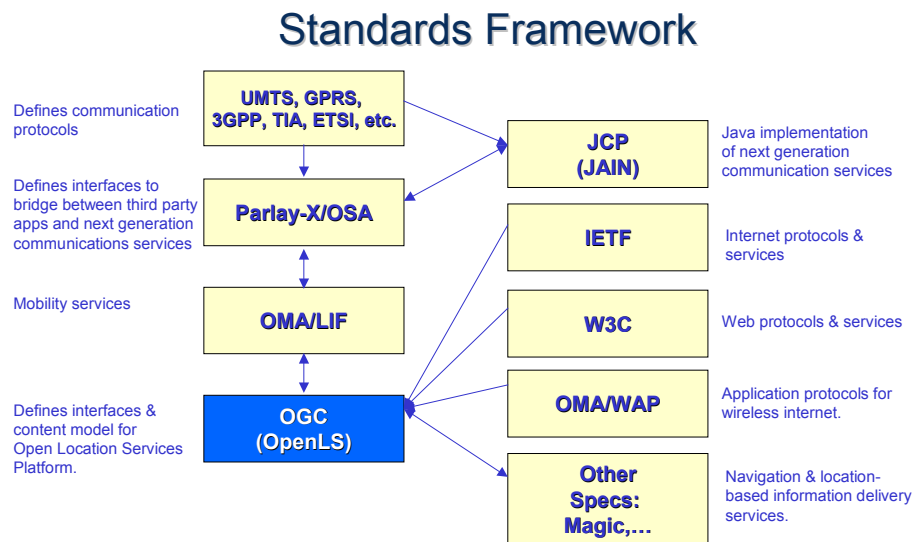 Standards Framework
Defines communication
protocols
UMTS, GPRS,
3GPP, TIA, ETSI, etc.
JCP
(JAIN)
Java implementation
of next generation
communication services
Defines interfaces to
bridge between third party
apps and next generation
communications services
Parlay-X/OSA
IETF
Internet protocols &
services
Mobility services
OMA/LIF
W3C
Web protocols & services
Defines interfaces &
content model for
Open Location Services
Platform.
OGC
(OpenLS)
OMA/WAP
Application protocols for
wireless internet.
Other
Specs:
Magic,…
Navigation & location-
based information delivery
services.